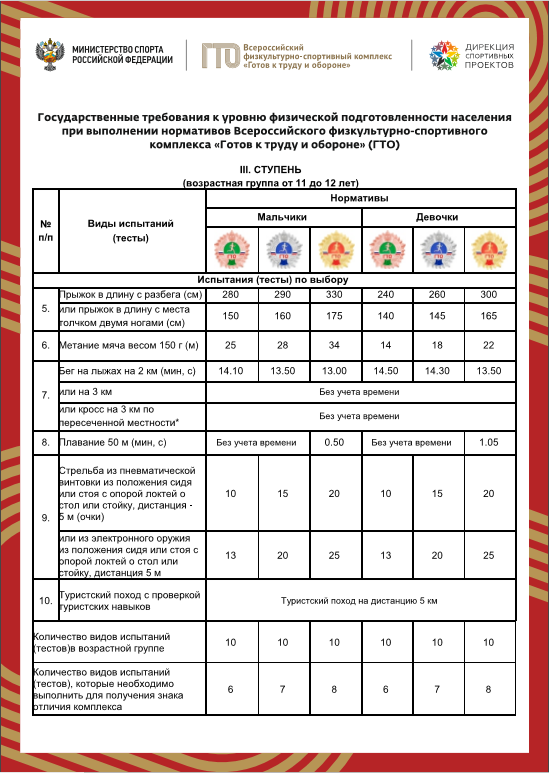 МИНИСТЕРСТВО СПОРТА
РОССИЙСКОЙ ФЕДЕРАЦИИ
ГТО
Всероссийский
физкультурно-спортивный комплекс
«Готов к труду и обороне»
ДИРЕКЦИЯ
СПОРТИВНЫХ
ПРОЕКТОВ
Государственные требования к уровню физической подготовленности населения
при выполнении нормативов Всероссийского физкультурно-спортивного
комплекса «Готов к труду и обороне» (ГТО)
III. СТУПЕНЬ
(возрастная группа от 11 до 12 лет)
№
п/п
Виды испытаний
(тесты)
Нормативы
Мальчики Девочки
ГТО ГТО ГТО ГТО ГТО ГТО
Испытания (тесты) по выбору
5.
Прыжок в длину с разбега (см) 280 290 330 240 260 300
или прыжок в длину с места
толчком двумя ногами (см) 150 160 175 140 145 165
6. Метание мяча весом 150 г (м) 25 28 34 14 18 22
7.
Бег на лыжах на 2 км (мин, с) 14.10 13.50 13.00 14.50 14.30 13.50
или на 3 км Без учета времени
или кросс на 3 км по
пересеченной местности* Без учета времени
8. Плавание 50 м (мин, с) Без учета времени 0.50 Без учета времени 1.05
9.
Стрельба из пневматической
винтовки из положения сидя
или стоя с опорой локтей о
стол или стойку, дистанция -
5 м (очки) 10 15 20 10 15 20
или из электронного оружия
из положения сидя или стоя с
опорой локтей о стол или
стойку, дистанция 5 м 13 20 25 13 20 25
10. Туристский поход с проверкой
туристских навыков Туристский поход на дистанцию 5 км
Количество видов испытаний
(тестов)в возрастной группе 10 10 10 10 10 10
Количество видов испытаний
(тестов), которые необходимо
выполнить для получения знака
отличия комплекса 6 7 8 6 7 8